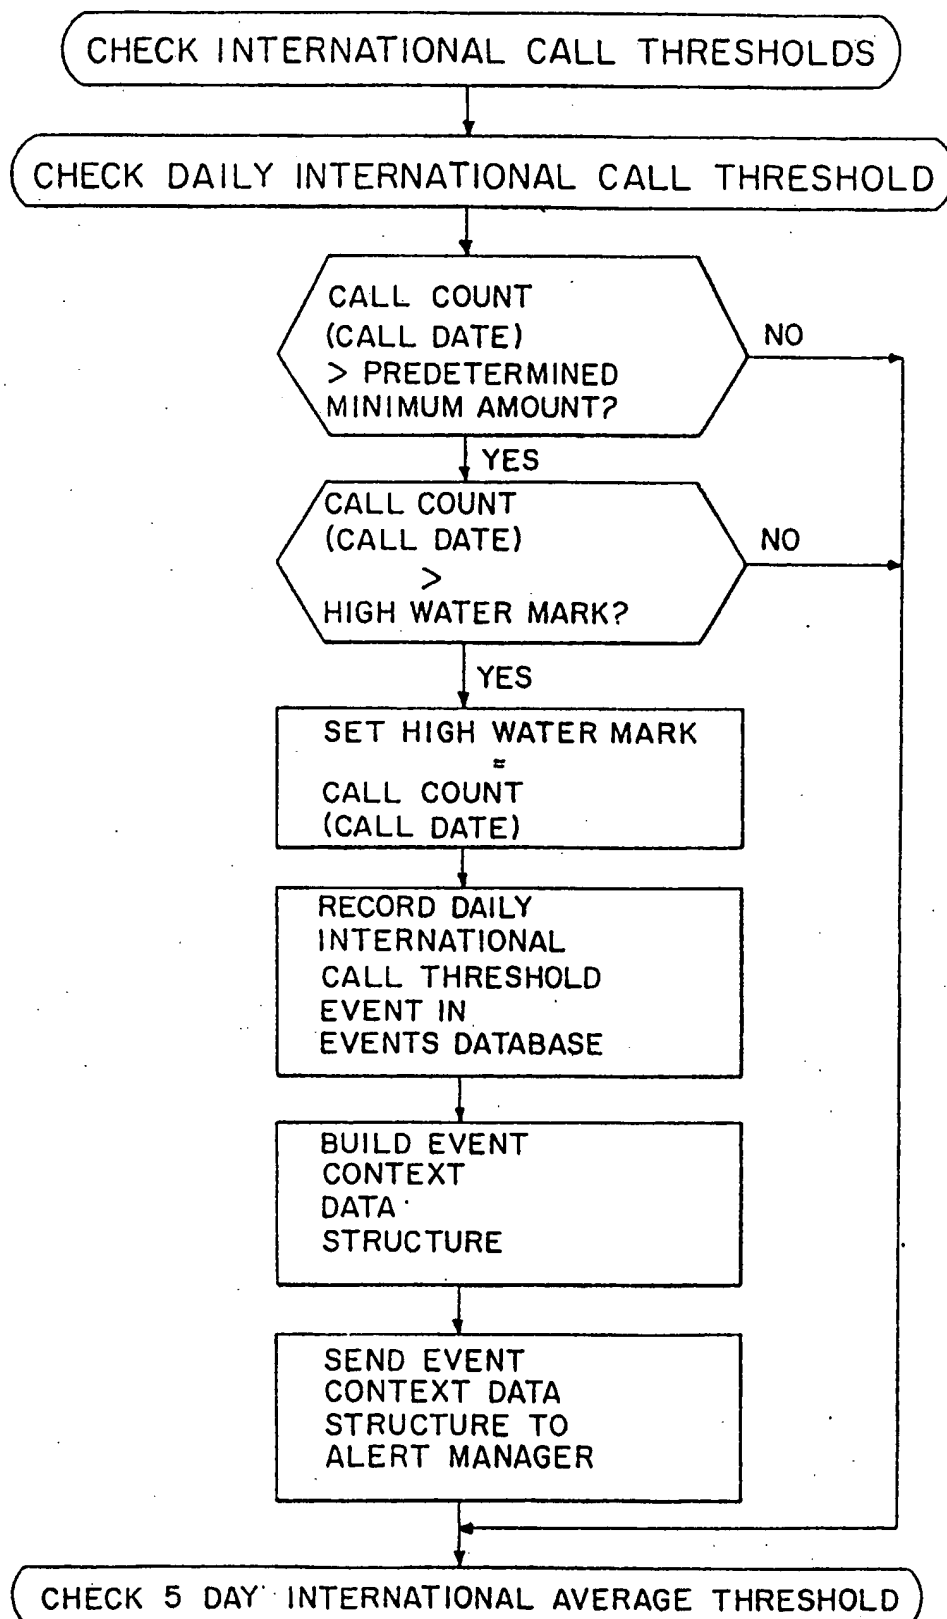 CHECK INTERNATIONAL CALL THRESHOLDS
CHECK DAILY INTERNATIONAL CALL THRESHOLD
CALL COUNT
(CALL DATE)
> PREDETERMINED
MINIMUM AMOUNT?
NO
YES
CALL COUNT
(CALL DATE)
>
HIGH WATER MARK?
NO
YES
SET HIGH WATER MARK
=
CALL COUNT
(CALL DATE)
RECORD DAILY
INTERNATIONAL
CALL THRESHOLD
EVENT IN
EVENTS DATABASE
BUILD EVENT
CONTEXT
DATA
STRUCTURE
SEND EVENT
CONTEXT DATA
STRUCTURE TO
ALERT MANAGER
CHECK 5 DAY INTERNATIONAL AVERAGE THRESHOLD